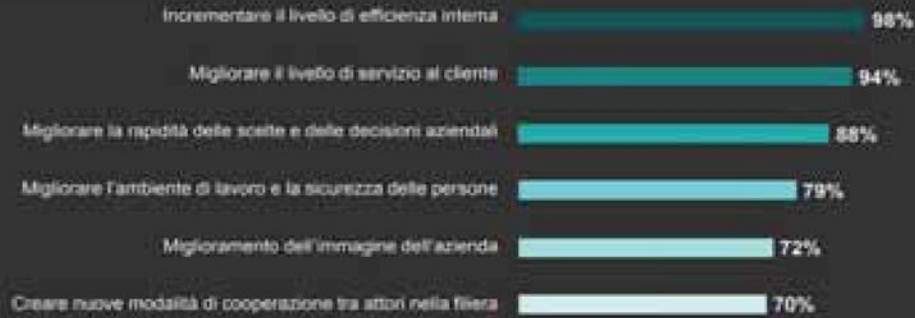 Incrementare il livello di efficienza interna 98%
Migliorare il livello di servizio al cliente 94%
Migliorare la rapidità delle scelte e delle decisioni aziendali 88%
Migliorare l'ambiente di lavoro e la sicurezza delle persone 79%
Miglioramento dell'immagine dell'azienda 72%
Creare nuove modalità di cooperazione tra attori nella filiera 70%